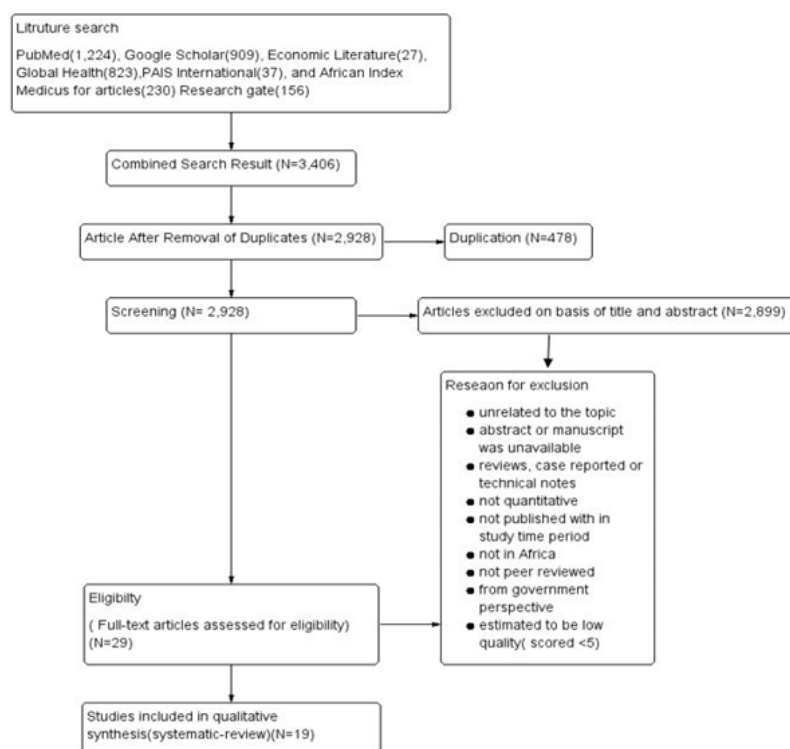 Litruture search
PubMed(1,224), Google Scholar(909), Economic Literature(27),
Global Health(823),PAIS International(37), and African Index
Medicus for articles(230) Research gate(156)
Combined Search Result (N=3,406)
Article After Removal of Duplicates (N=2,928)
Duplication (N=478)
Screening (N= 2,928)
Articles excluded on basis of title and abstract (N=2,899)
Reseaon for exclusion
● unrelated to the topic
● abstract or manuscript
was unavailable
● reviews, case reported or
technical notes
● not quantitative
● not published with in
study time period
● not in Africa
● not peer reviewed
● from government
perspective
● estimated to be low
quality( scored <5)
Eligibilty
( Full-text articles assessed for eligibility)
(N=29)
Studies included in qualitative
synthesis(systematic-review)(N=19)